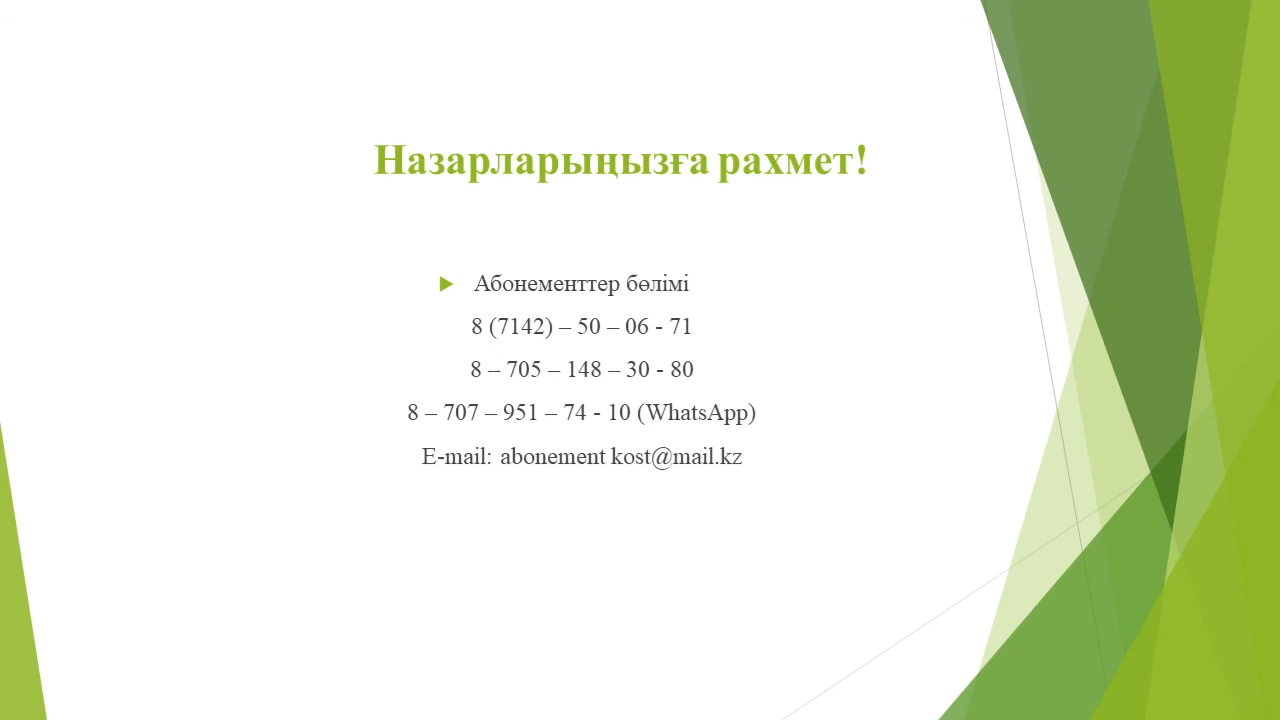 Назарларыңызға рахмет!
Абонементтер бөлімі
8 (7142) – 50 – 06 - 71
8 – 705 – 148 – 30 - 80
8 – 707 – 951 – 74 - 10 (WhatsApp)
E-mail: abonement kost@mail.kz